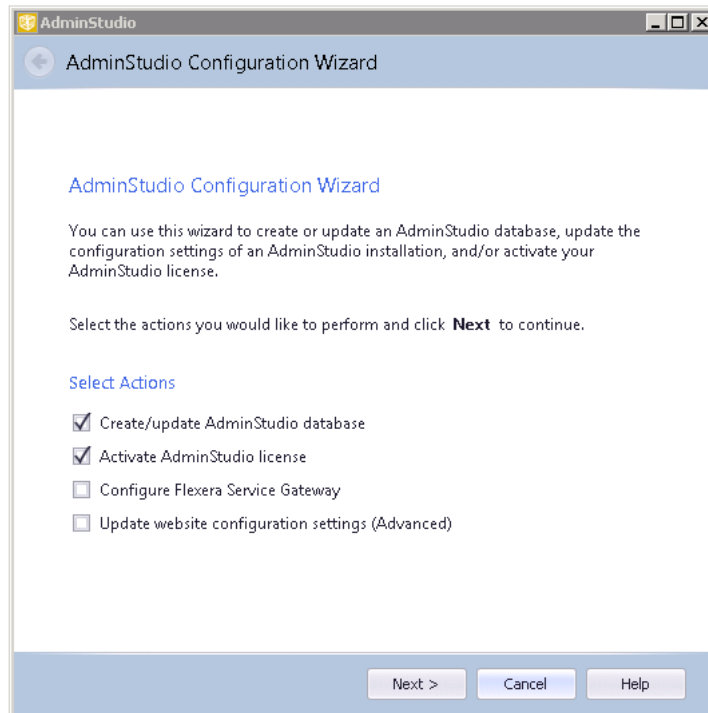 AdminStudio
AdminStudio Configuration Wizard
AdminStudio Configuration Wizard
You can use this wizard to create or update an AdminStudio database, update the
configuration settings of an AdminStudio installation, and/or activate your
AdminStudio license.
Select the actions you would like to perform and click Next to continue.
Select Actions
Create/update AdminStudio database
Activate AdminStudio license
Configure Flexera Service Gateway
Update website configuration settings (Advanced)
Next > Cancel Help